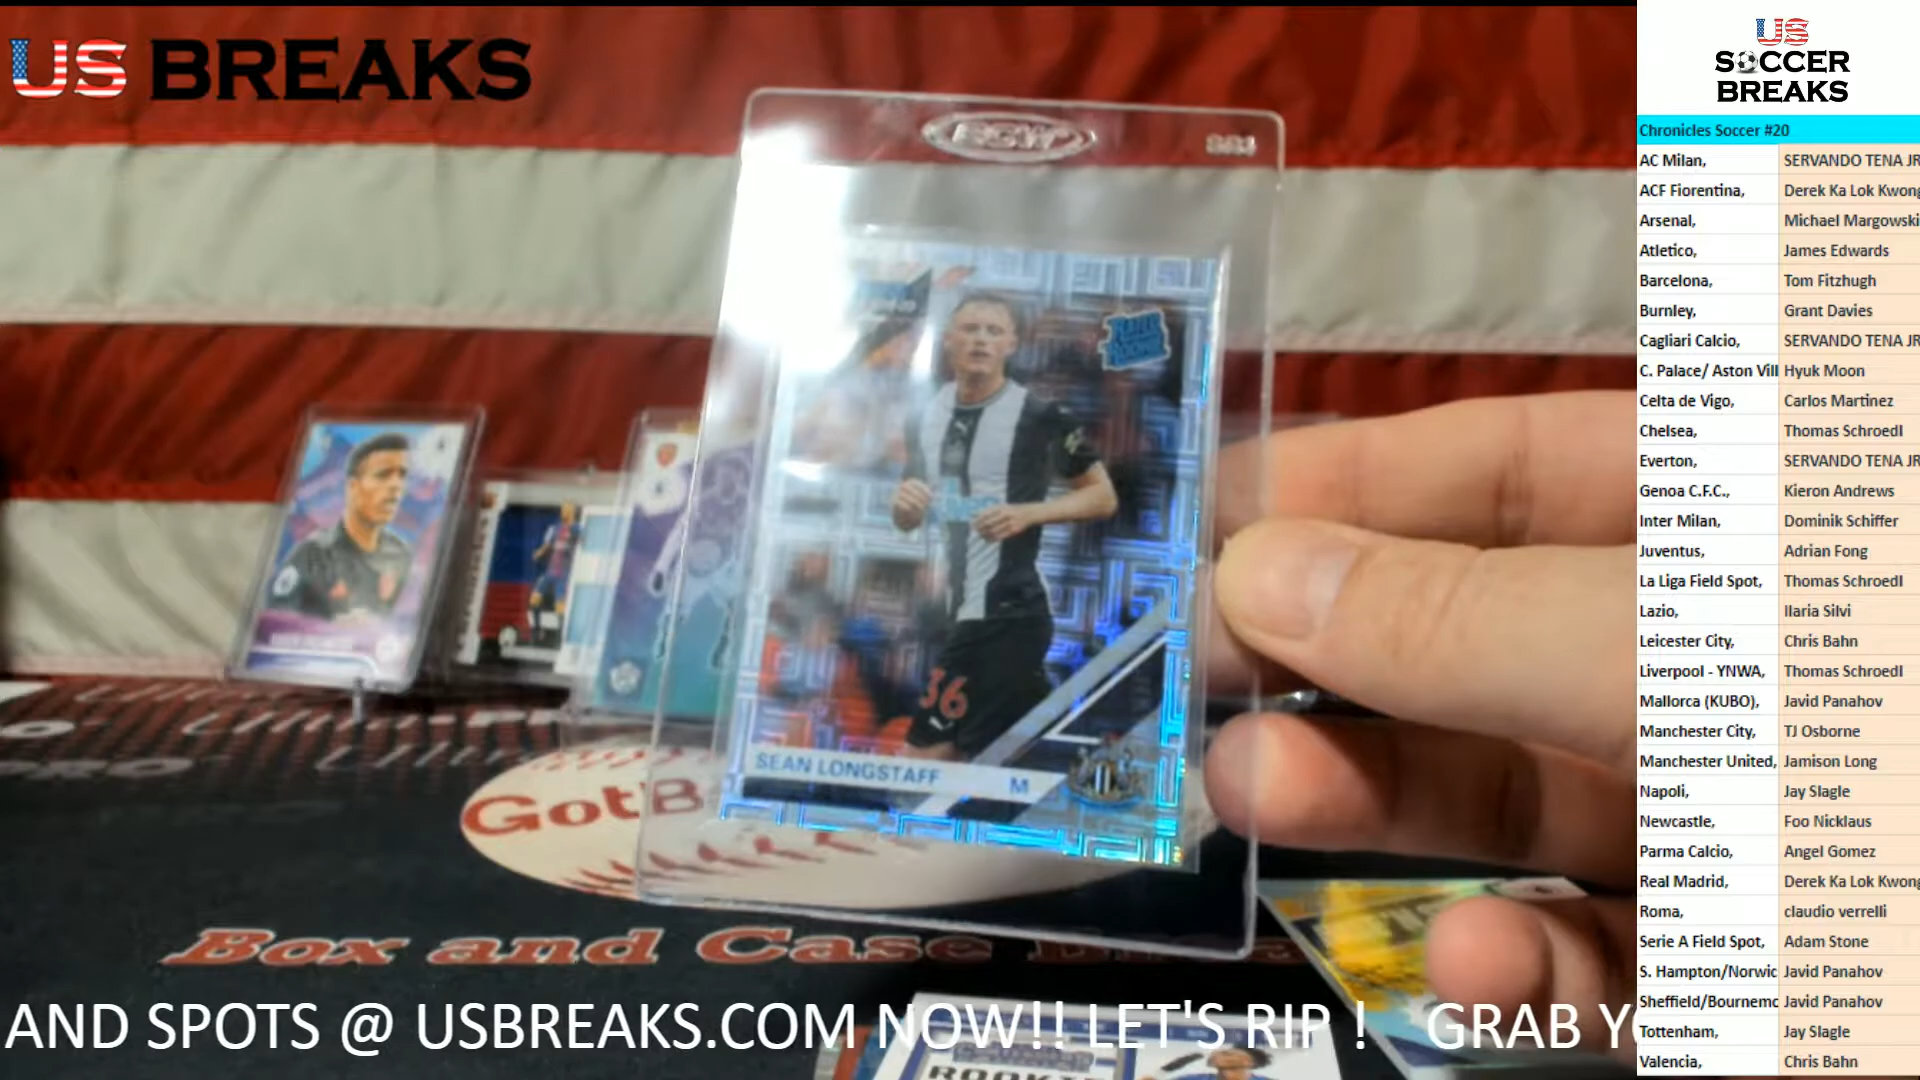 US BREAKS
US
SOCCER
BREAKS
Chronicles Soccer #20
AC Milan, SERVANDO TENA JR
ACF Fiorentina, Derek Ka Lok Kwong
Arsenal, Michael Margowski
Atletico, James Edwards
Barcelona, Tom Fitzhugh
Burnley, Grant Davies
Cagliari Calcio, SERVANDO TENA JR
C. Palace/ Aston Vill Hyuk Moon
Celta de Vigo, Carlos Martinez
Chelsea, Thomas Schroedl
Everton, SERVANDO TENA JR
Genoa C.F.C., Kieron Andrews
Inter Milan, Dominik Schiffer
Juventus, Adrian Fong
La Liga Field Spot, Thomas Schroedl
Lazio, Ilaria Silvi
Leicester City, Chris Bahn
Liverpool - YNWA, Thomas Schroedl
Mallorca (KUBO), Javid Panahov
Manchester City, TJ Osborne
Manchester United, Jamison Long
Napoli, Jay Slagle
Newcastle, Foo Nicklaus
Parma Calcio, Angel Gomez
Real Madrid, Derek Ka Lok Kwong
Roma, claudio verrelli
Serie A Field Spot, Adam Stone
S. Hampton/Norwic Javid Panahov
Sheffield/Bournemo Javid Panahov
Tottenham, Jay Slagle
Valencia, Chris Bahn
RATED
ROOKIE
36
SEAN LONGSTAFF M
GotB
Box and Case
AND SPOTS @ USBREAKS.COM NOW!! LET'S RIP ! GRAB Y